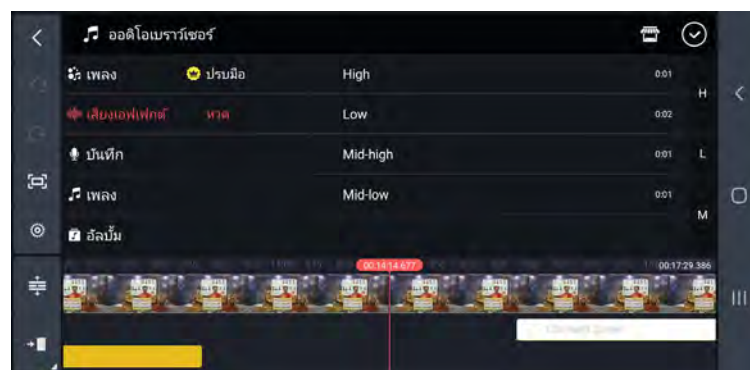 ออดิโอเบราว์เซอร์
เพลง ปรบมือ High 0:01
H
เสียงเอฟเฟกต์ หวด Low 0:02
บันทึก Mid-high 0:01 L
เพลง Mid-low 0:01
M
อัลบั้ม
00:14:14.677 00:17:29.386